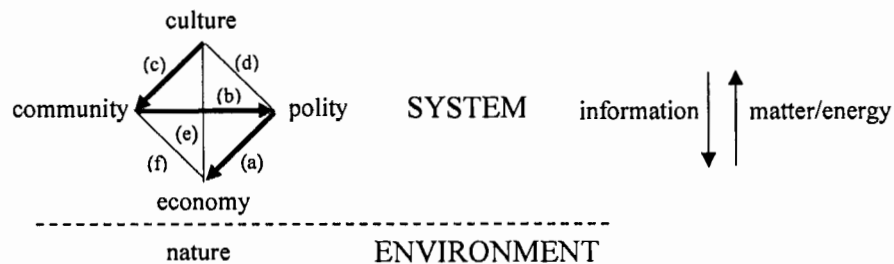 culture
(c) (d)
community (b) polity SYSTEM information matter/energy
(e)
(f) (a)
economy
nature ENVIRONMENT